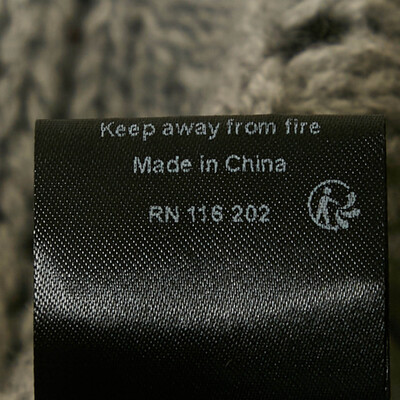 Keep away from fire
Made in China
RN 116 202